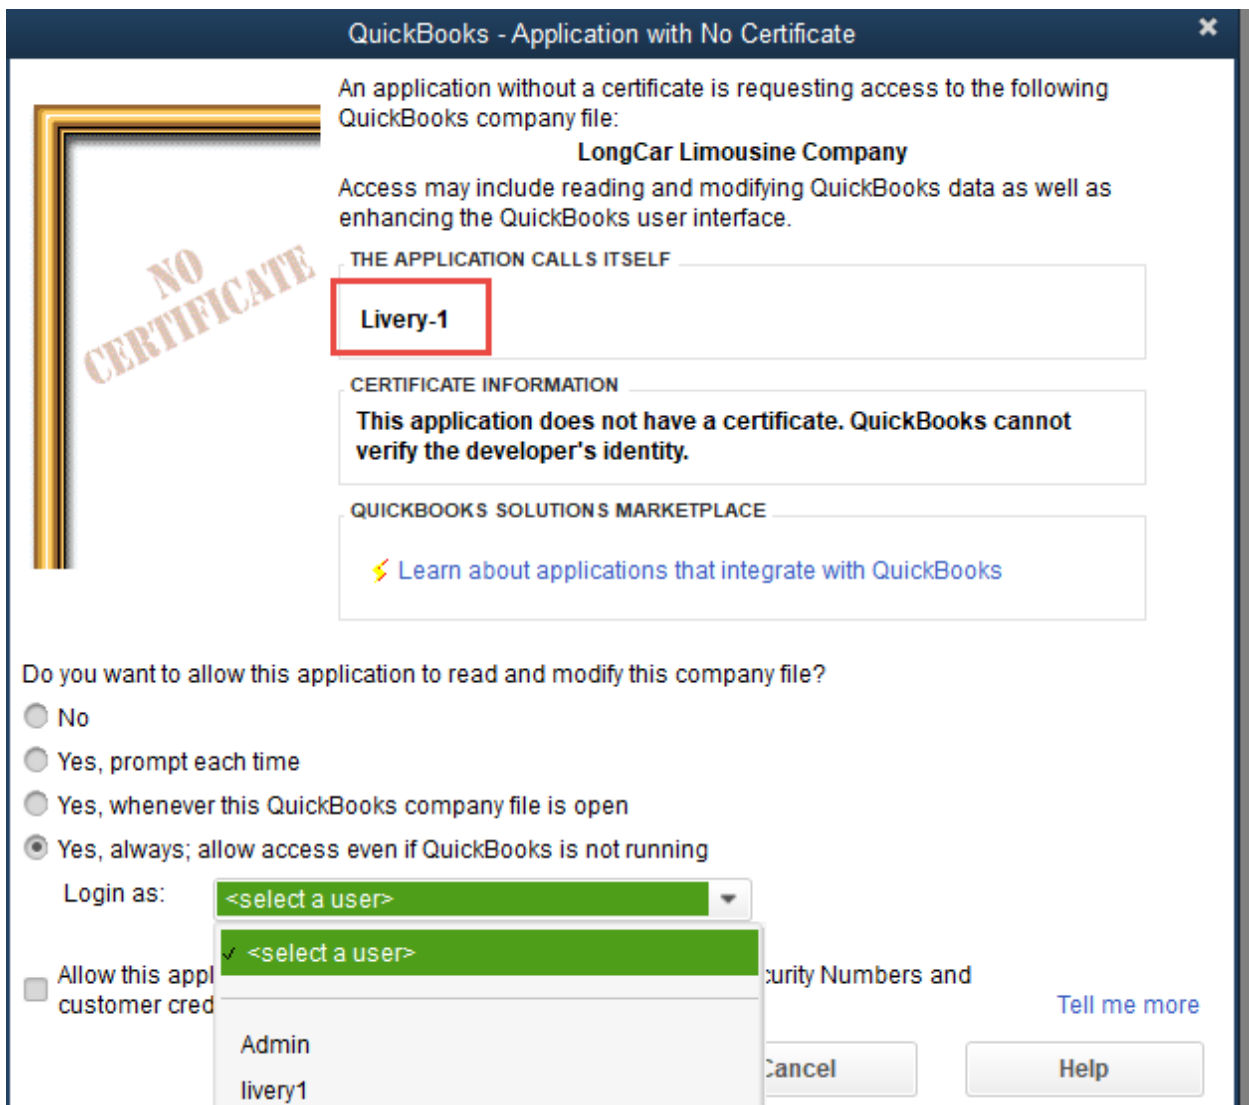 QuickBooks - Application with No Certificate
An application without a certificate is requesting access to the following
QuickBooks company file:
LongCar Limousine Company
Access may include reading and modifying QuickBooks data as well as
enhancing the QuickBooks user interface.
NO
CERTIFICATE
THE APPLICATION CALLS ITSELF
Livery-1
CERTIFICATE INFORMATION
This application does not have a certificate. QuickBooks cannot
verify the developer's identity.
QUICKBOOKS SOLUTIONS MARKETPLACE
Learn about applications that integrate with QuickBooks
Do you want to allow this application to read and modify this company file?
No
Yes, prompt each time
Yes, whenever this QuickBooks company file is open
Yes, always; allow access even if QuickBooks is not running
Login as: <select a user>
<select a user>
Allow this appl curity Numbers and
customer cred
Tell me more
Admin
Cancel Help
livery1